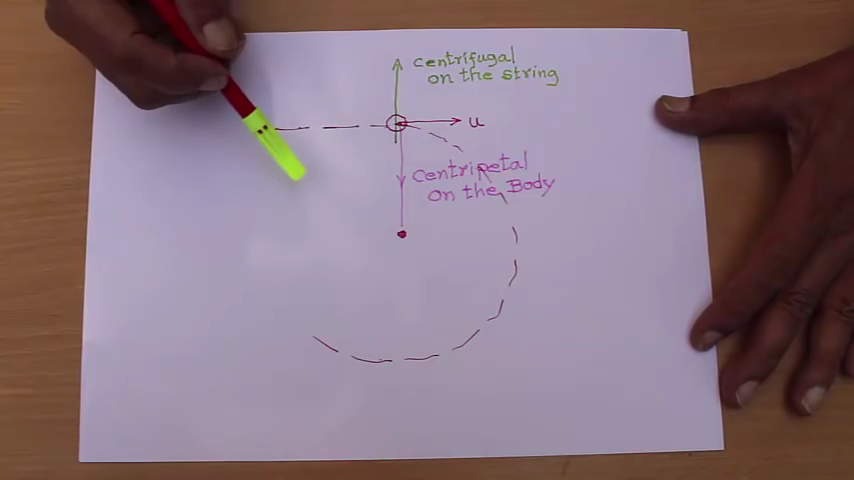 centrifugal
on the string
u
centripetal
on the Body